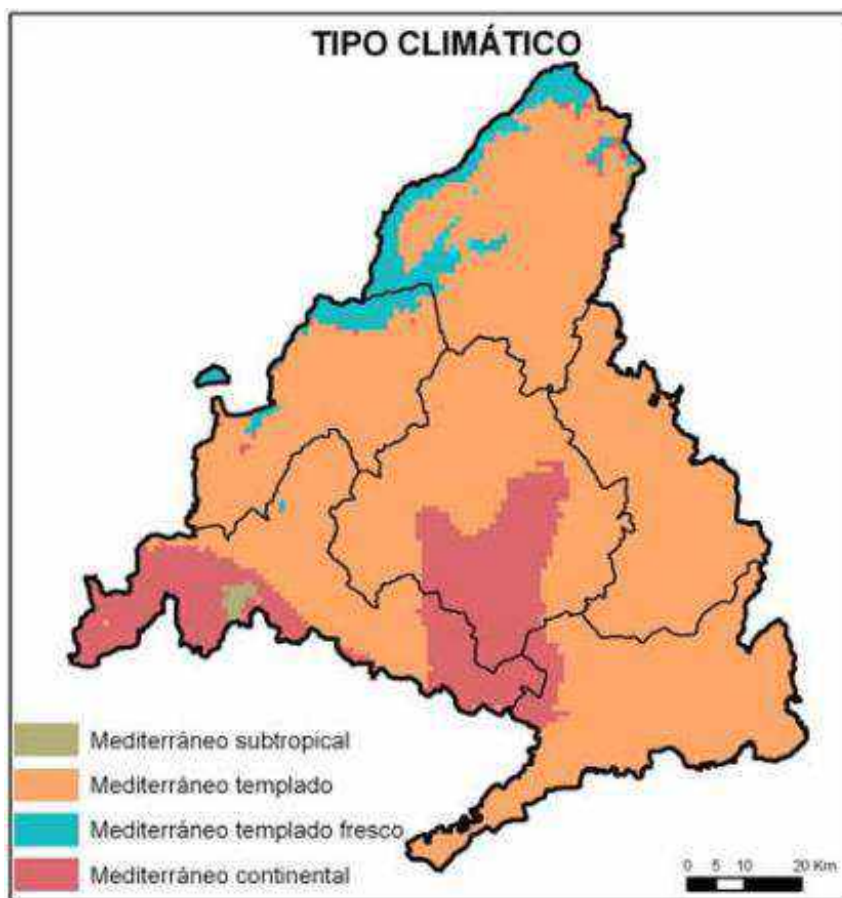 TIPO CLIMÁTICO
Mediterráneo subtropical
Mediterráneo templado
Mediterráneo templado fresco
Mediterráneo continental
0 5 10 20 Km